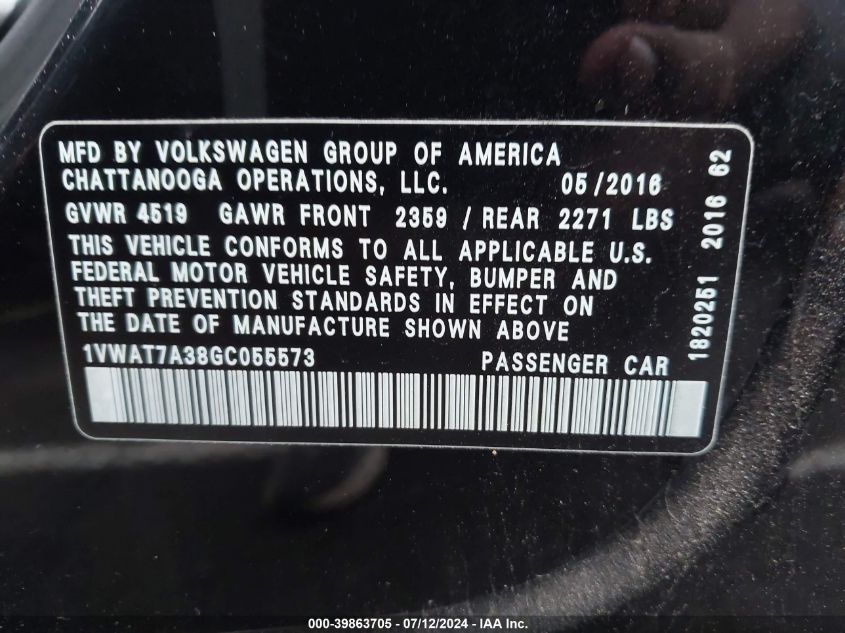 MFD BY VOLKSWAGEN GROUP OF AMERICA
CHATTANOOGA OPERATIONS, LLC. 05/2016
GVWR 4519 GAWR FRONT 2359 / REAR 2271 LBS
THIS VEHICLE CONFORMS TO ALL APPLICABLE U.S.
FEDERAL MOTOR VEHICLE SAFETY, BUMPER AND
THEFT PREVENTION STANDARDS IN EFFECT ON
THE DATE OF MANUFACTURE SHOWN ABOVE
1VWAT7A38GC055573 PASSENGER CAR
1820251 2016 62
000-39863705 - 07/12/2024 - IAA Inc.